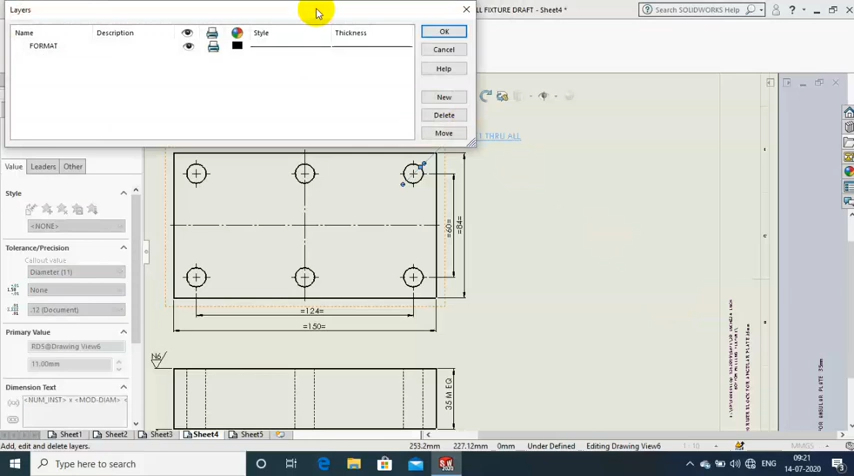 Layers
LL FIXTURE DRAFT - Sheet4 *
Search SOLIDWORKS Help
Name Description Style Thickness
FORMAT
OK
Cancel
Help
New
Delete
Move
1 THRU ALL
Value Leaders Other
Style
<NONE>
Tolerance/Precision
Callout value
Diameter (11)
None
.12 (Document)
Primary Value
RD5@Drawing View6
11.00mm
Dimension Text
<NUM_INST> x <MOD-DIAM>
=60=
=84=
=124=
=150=
N6
35 M.EQ
Sheet1 Sheet2 Sheet3 Sheet4 Sheet5
Add, edit and delete layers. 253.2mm 227.12mm 0mm Under Defined Editing Drawing View6 1 : 10 MMGS
Type here to search
ENG
09:21
14-07-2020